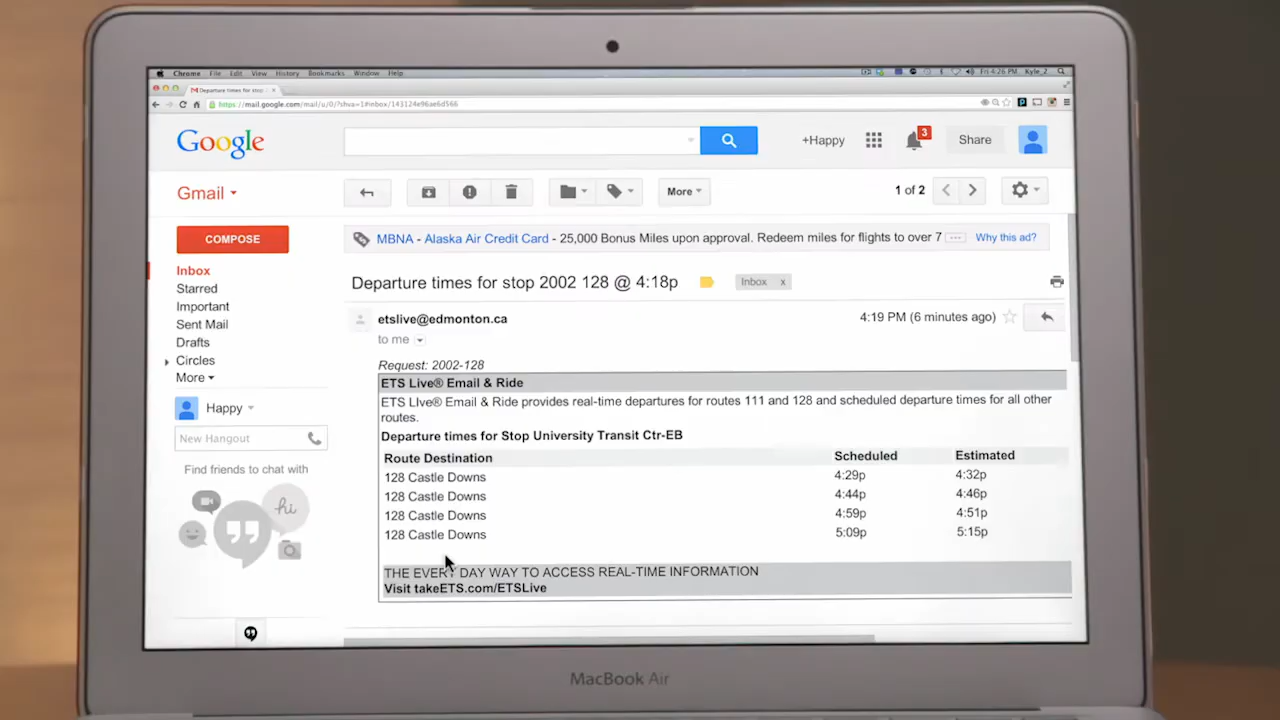 Chrome File Edit View History Bookmarks Window Help
Fri 4:26 PM Kyle_2
Departure times for stop
https://mail.google.com/mail/u/0/?shva=1#inbox/143124e96ae6d566
Google
+Happy
3
Share
Gmail
More
1 of 2
COMPOSE
MBNA - Alaska Air Credit Card - 25,000 Bonus Miles upon approval. Redeem miles for flights to over 7
Why this ad?
Inbox
Starred
Important
Sent Mail
Drafts
Circles
More
Happy
New Hangout
Find friends to chat with
hi
Departure times for stop 2002 128 @ 4:18p
Inbox x
etslive@edmonton.ca
4:19 PM (6 minutes ago)
to me
Request: 2002-128
ETS LIve® Email & Ride
ETS LIve® Email & Ride provides real-time departures for routes 111 and 128 and scheduled departure times for all other
routes.
Departure times for Stop University Transit Ctr-EB
Route Destination Scheduled Estimated
128 Castle Downs 4:29p 4:32p
128 Castle Downs 4:44p 4:46p
128 Castle Downs 4:59p 4:51p
128 Castle Downs 5:09p 5:15p
THE EVERY DAY WAY TO ACCESS REAL-TIME INFORMATION
Visit takeETS.com/ETSLive
MacBook Air